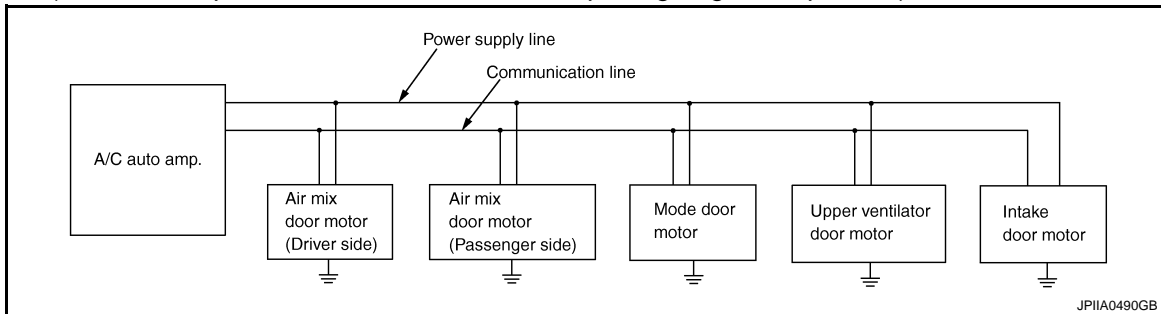 Power supply line
Communication line
A/C auto amp.
Air mix
door motor
(Driver side)
Air mix
door motor
(Passenger side)
Mode door
motor
Upper ventilator
door motor
Intake
door motor
JPIIA0490GB